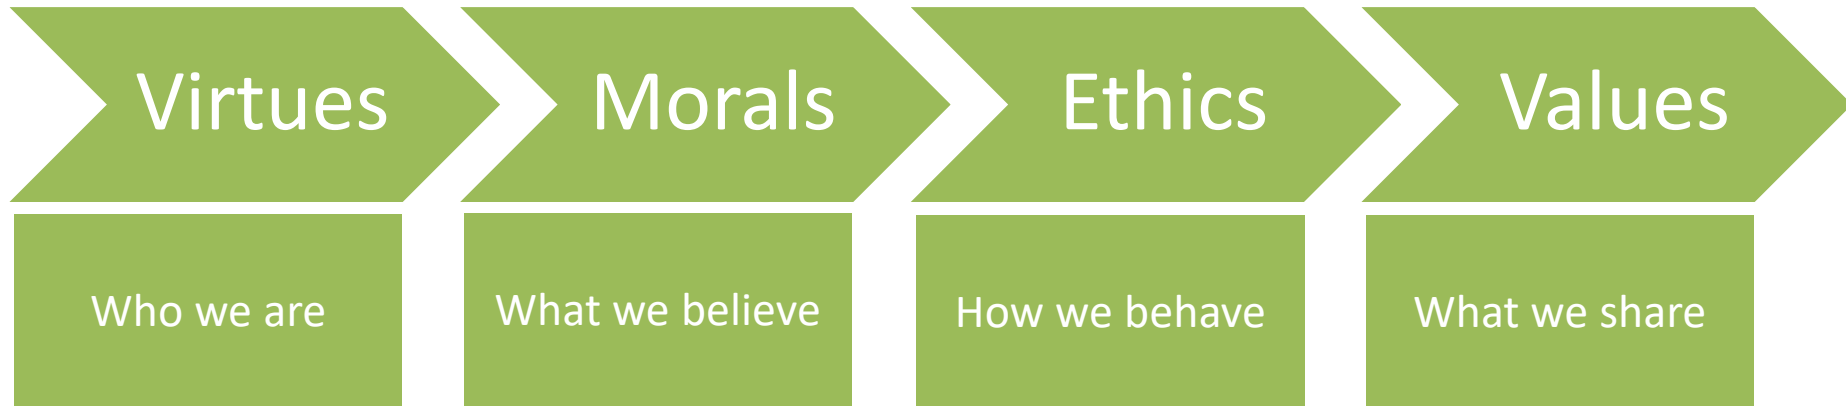 Virtues
Morals
Ethics
Values
Who we are
What we believe
How we behave
What we share